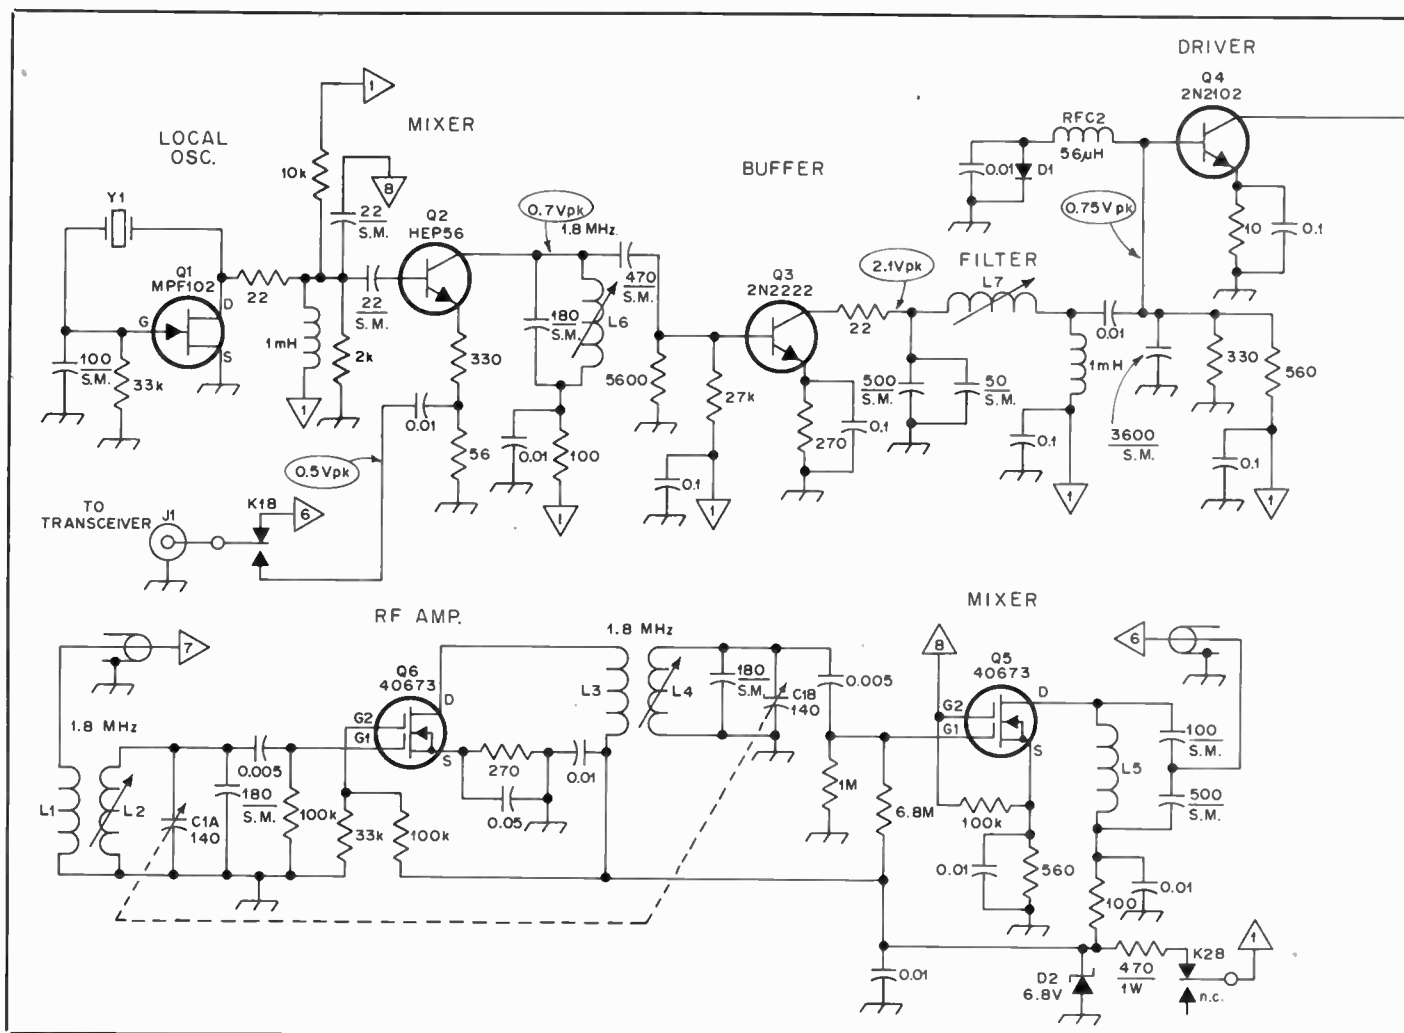 DRIVER
Q4
2N2102
1
MIXER
LOCAL
OSC.
RFC2
56µH
0.01
D1
BUFFER
10k
8
Y1
22
S.M.
Q2
HEP56
0.7Vpk
1.8 MHz
0.75Vpk
10
0.1
Q1
MPF102
D
G
S
22
22
S.M.
470
S.M.
Q3
2N2222
2.1Vpk
FILTER
L7
22
100
S.M.
33k
1mH
2k
330
180
S.M.
L6
5600
27k
0.01
1mH
330
560
500
S.M.
50
S.M.
0.01
56
0.01
100
270
0.1
0.1
3600
S.M.
0.1
0.5Vpk
0.1
1
1
1
1
1
TO
TRANSCEIVER
J1
K18
6
RF AMP.
MIXER
1.8 MHz
7
Q6
40673
D
G2
G1
S
L3
L4
180
S.M.
C18
140
0.005
8
Q5
40673
D
G2
G1
S
6
1.8 MHz
0.005
270
0.01
0.05
100
S.M.
L5
500
S.M.
L1
L2
C1A
140
180
S.M.
100k
33k
100k
1M
6.8M
100k
0.01
560
0.01
100
1
0.01
D2
6.8V
470
1W
K28
n.c.